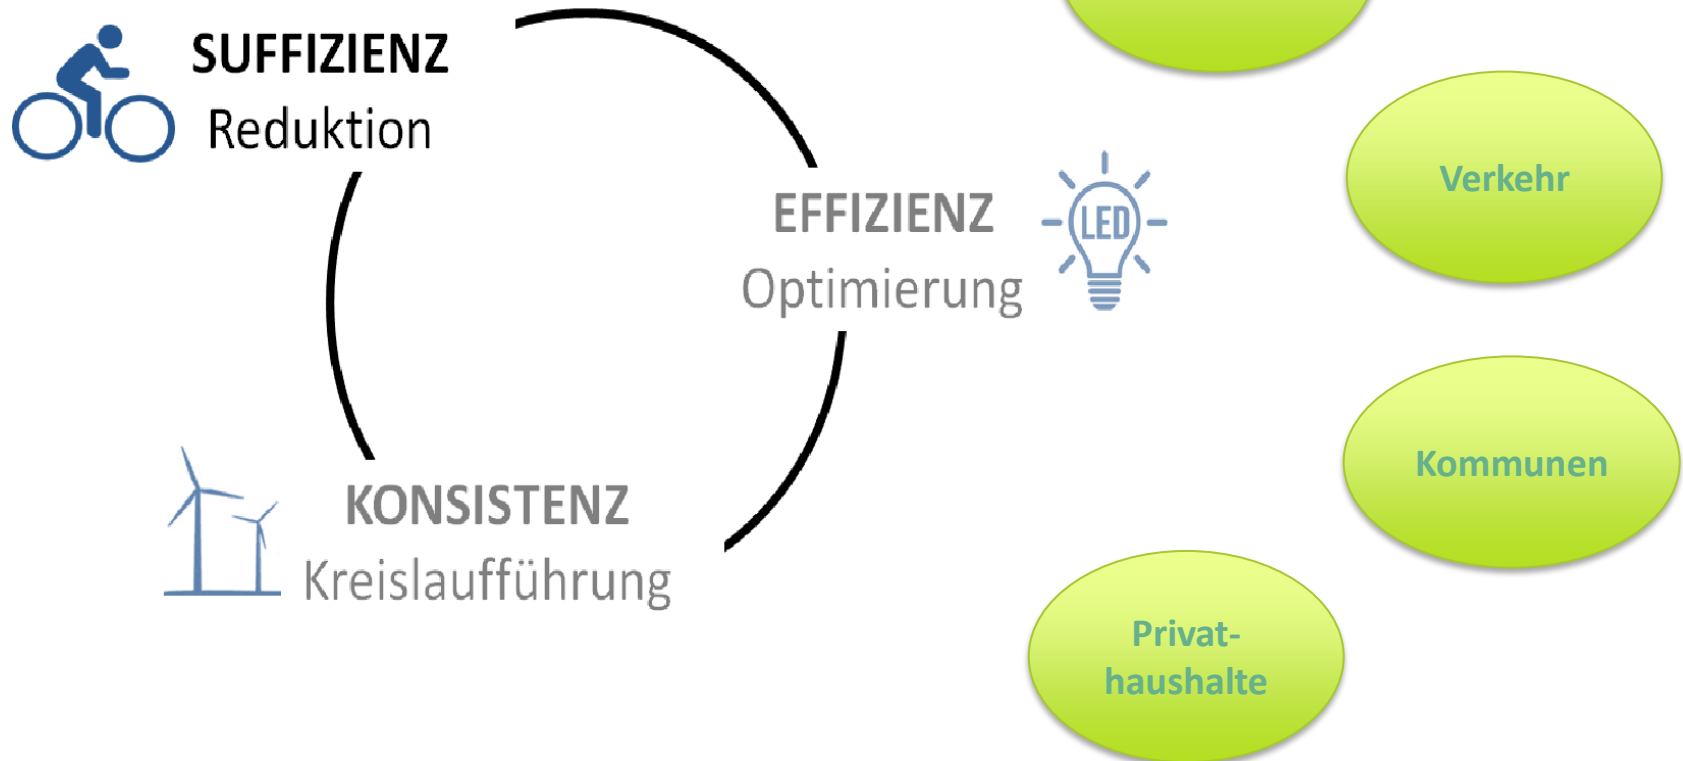 SUFFIZIENZ
Reduktion
EFFIZIENZ
Optimierung
LED
KONSISTENZ
Kreislaufführung
Verkehr
Kommunen
Privat-
haushalte